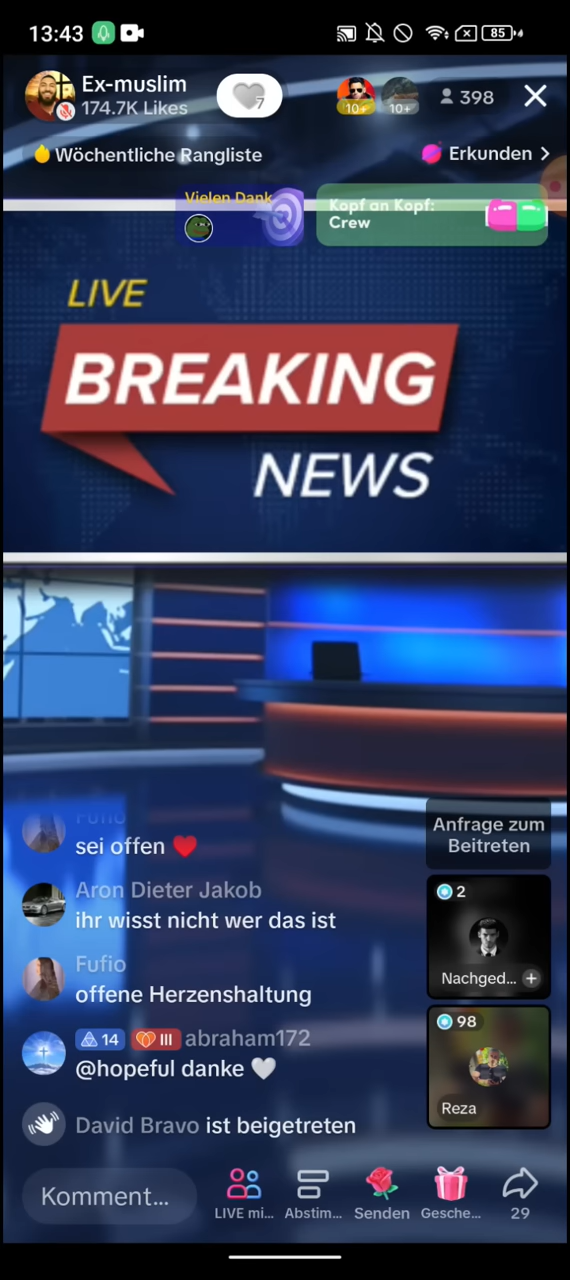 13:43
85
Ex-muslim
174.7K Likes
7
10+
10+
398
Wöchentliche Rangliste
Erkunden
Vielen Dank
Kopf an Kopf:
Crew
LIVE
BREAKING
NEWS
Fufio
sei offen ❤️
Aron Dieter Jakob
ihr wisst nicht wer das ist
Fufio
offene Herzenshaltung
14 III abraham172
@hopeful danke 🤍
David Bravo ist beigetreten
Anfrage zum
Beitreten
2
Nachged... +
98
Reza
Komment...
LIVE mi...
Abstim...
Senden
Gesche...
29